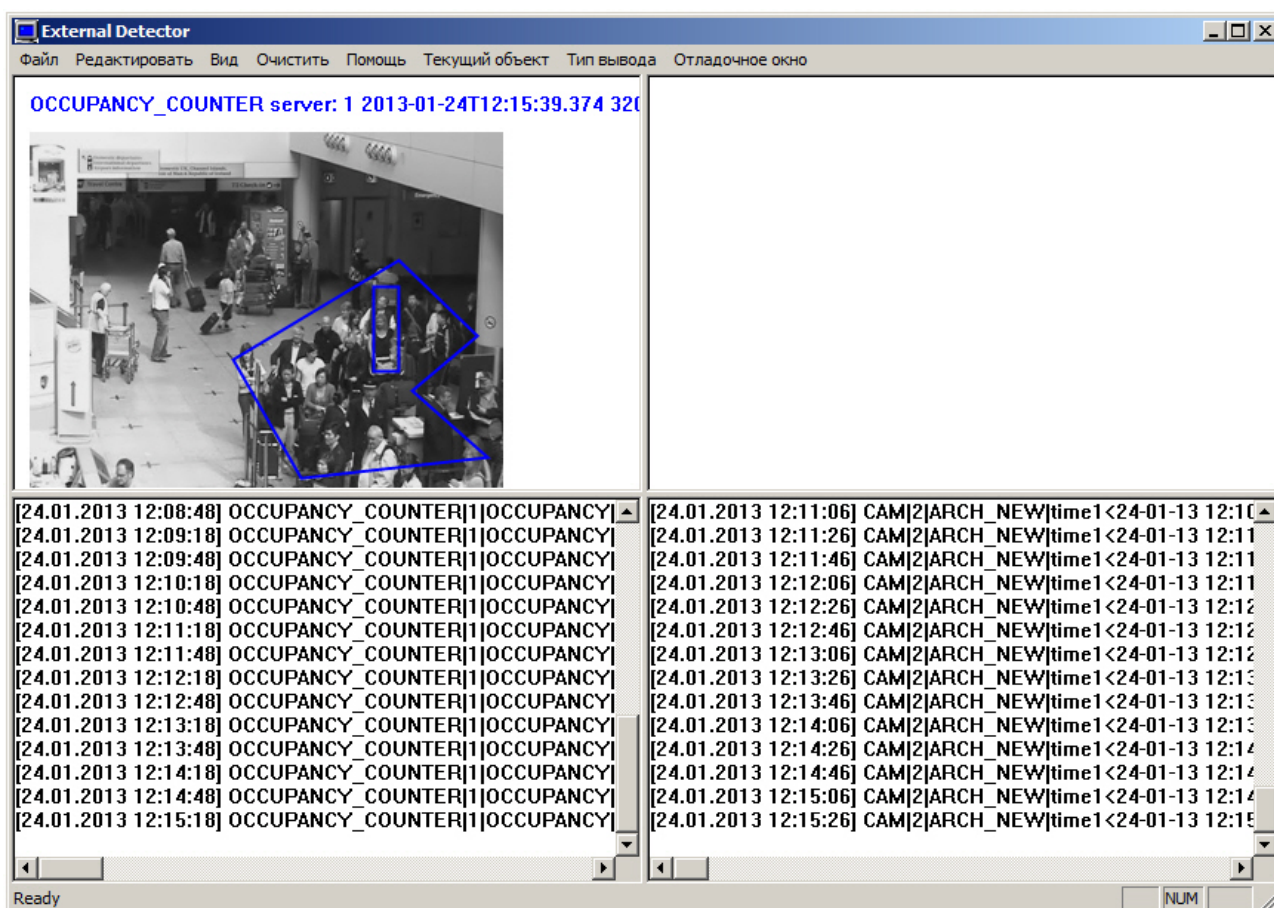 External Detector
Файл Редактировать Вид Очистить Помощь Текущий объект Тип вывода Отладочное окно
OCCUPANCY_COUNTER server: 1 2013-01-24T12:15:39.374 320
[24.01.2013 12:08:48] OCCUPANCY_COUNTER|1|OCCUPANCY|
[24.01.2013 12:09:18] OCCUPANCY_COUNTER|1|OCCUPANCY|
[24.01.2013 12:09:48] OCCUPANCY_COUNTER|1|OCCUPANCY|
[24.01.2013 12:10:18] OCCUPANCY_COUNTER|1|OCCUPANCY|
[24.01.2013 12:10:48] OCCUPANCY_COUNTER|1|OCCUPANCY|
[24.01.2013 12:11:18] OCCUPANCY_COUNTER|1|OCCUPANCY|
[24.01.2013 12:11:48] OCCUPANCY_COUNTER|1|OCCUPANCY|
[24.01.2013 12:12:18] OCCUPANCY_COUNTER|1|OCCUPANCY|
[24.01.2013 12:12:48] OCCUPANCY_COUNTER|1|OCCUPANCY|
[24.01.2013 12:13:18] OCCUPANCY_COUNTER|1|OCCUPANCY|
[24.01.2013 12:13:48] OCCUPANCY_COUNTER|1|OCCUPANCY|
[24.01.2013 12:14:18] OCCUPANCY_COUNTER|1|OCCUPANCY|
[24.01.2013 12:14:48] OCCUPANCY_COUNTER|1|OCCUPANCY|
[24.01.2013 12:15:18] OCCUPANCY_COUNTER|1|OCCUPANCY|
[24.01.2013 12:11:06] CAM|2|ARCH_NEW|time1<24-01-13 12:10
[24.01.2013 12:11:26] CAM|2|ARCH_NEW|time1<24-01-13 12:11
[24.01.2013 12:11:46] CAM|2|ARCH_NEW|time1<24-01-13 12:11
[24.01.2013 12:12:06] CAM|2|ARCH_NEW|time1<24-01-13 12:11
[24.01.2013 12:12:26] CAM|2|ARCH_NEW|time1<24-01-13 12:12
[24.01.2013 12:12:46] CAM|2|ARCH_NEW|time1<24-01-13 12:12
[24.01.2013 12:13:06] CAM|2|ARCH_NEW|time1<24-01-13 12:12
[24.01.2013 12:13:26] CAM|2|ARCH_NEW|time1<24-01-13 12:13
[24.01.2013 12:13:46] CAM|2|ARCH_NEW|time1<24-01-13 12:13
[24.01.2013 12:14:06] CAM|2|ARCH_NEW|time1<24-01-13 12:13
[24.01.2013 12:14:26] CAM|2|ARCH_NEW|time1<24-01-13 12:14
[24.01.2013 12:14:46] CAM|2|ARCH_NEW|time1<24-01-13 12:14
[24.01.2013 12:15:06] CAM|2|ARCH_NEW|time1<24-01-13 12:14
[24.01.2013 12:15:26] CAM|2|ARCH_NEW|time1<24-01-13 12:15
Ready
NUM